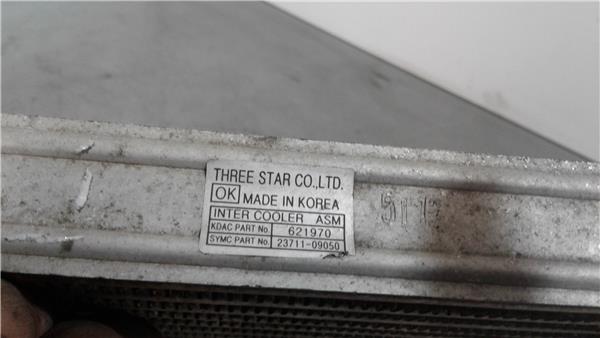 THREE STAR CO.,LTD.
OK MADE IN KOREA
INTER COOLER ASM
KDAC PART No. 621970
SYMC PART No. 23711-09050